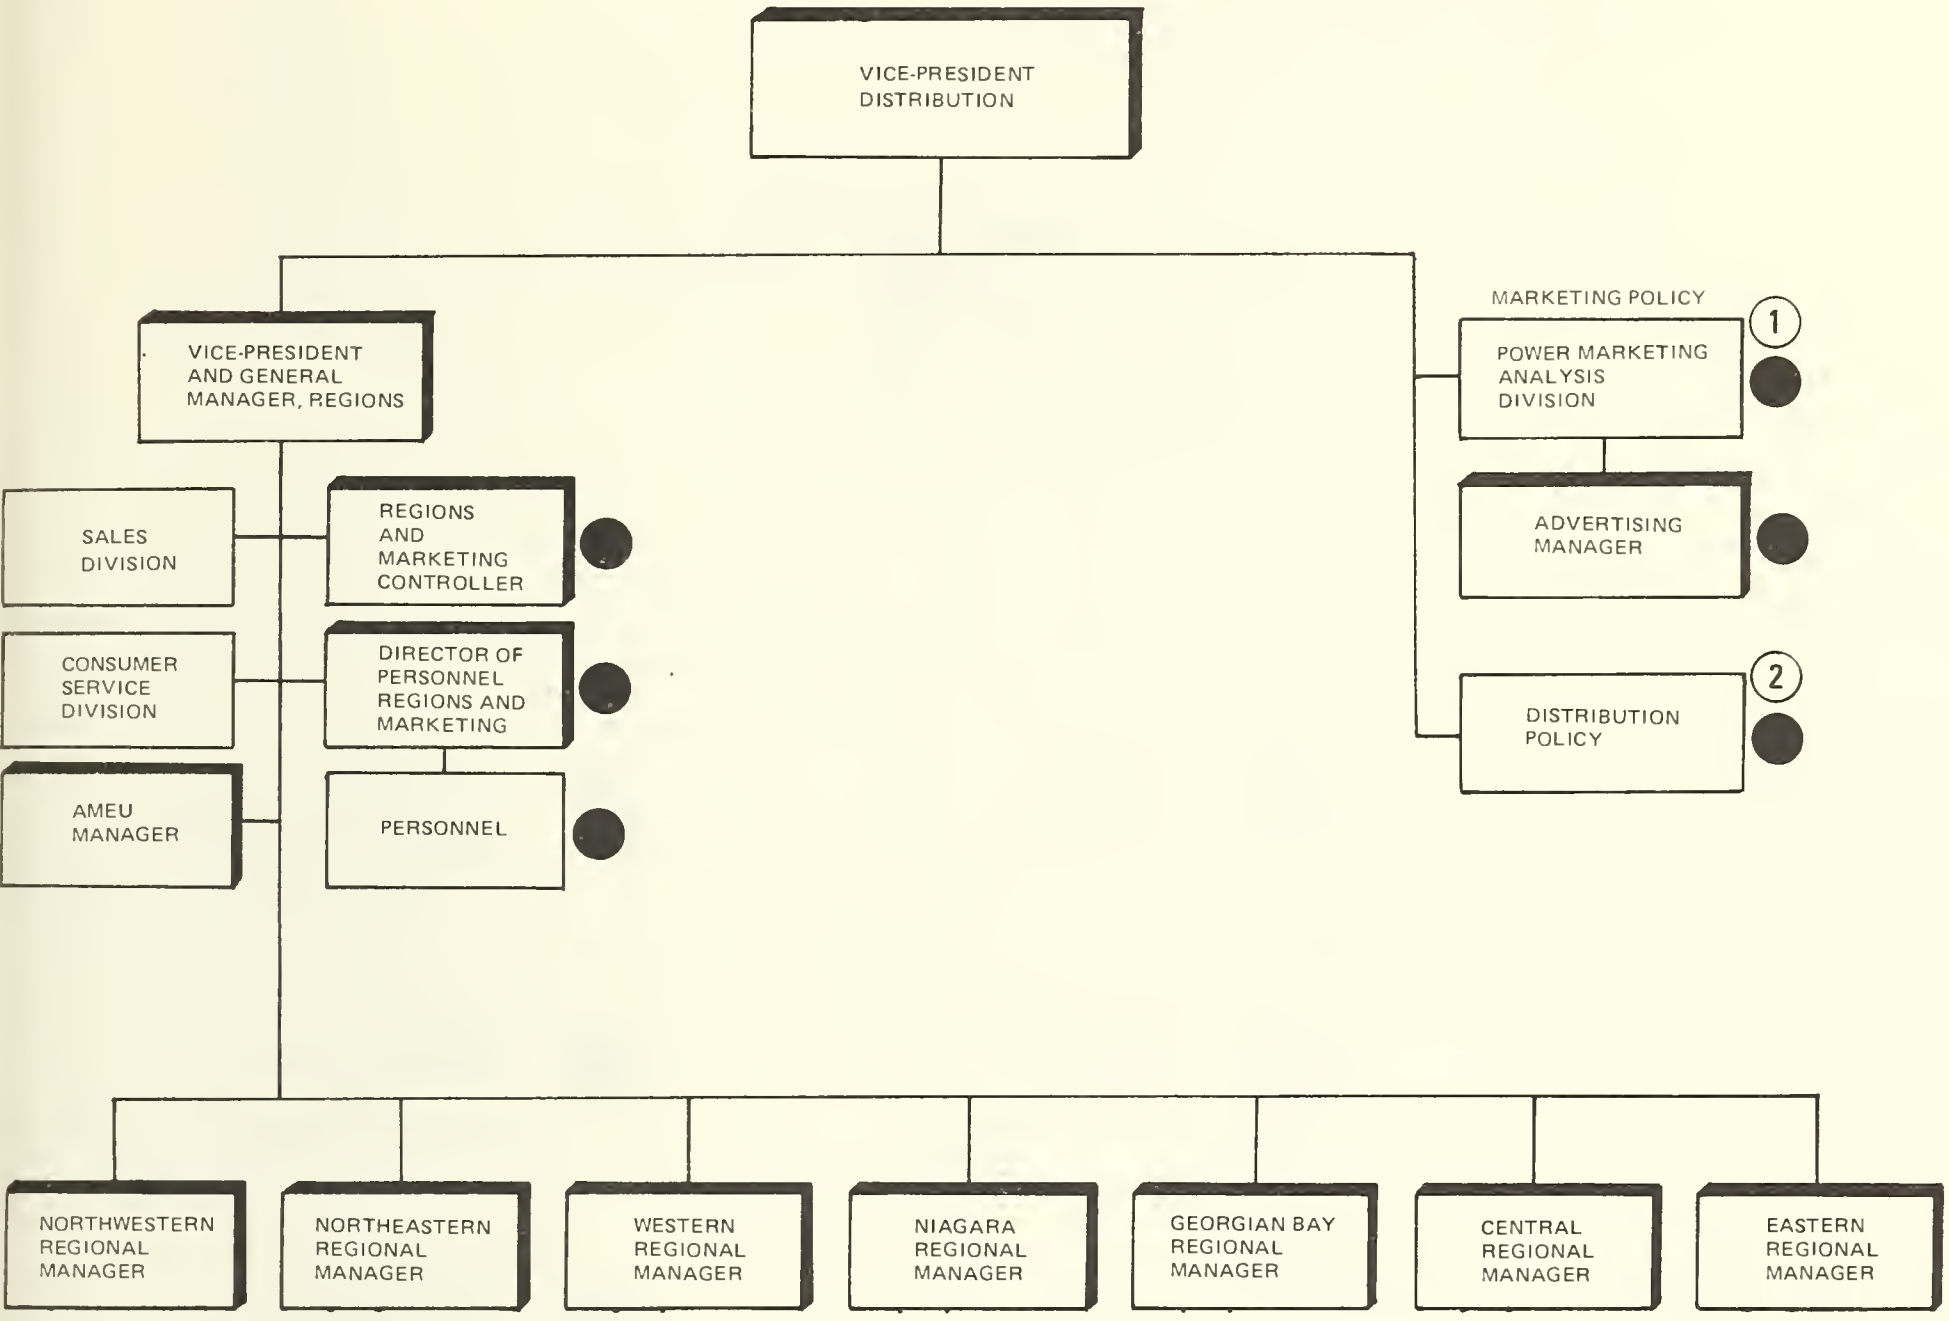 VICE-PRESIDENT
DISTRIBUTION
MARKETING POLICY
1
VICE-PRESIDENT
AND GENERAL
MANAGER, REGIONS
POWER MARKETING
ANALYSIS
DIVISION
SALES
DIVISION
REGIONS
AND
MARKETING
CONTROLLER
ADVERTISING
MANAGER
CONSUMER
SERVICE
DIVISION
DIRECTOR OF
PERSONNEL
REGIONS AND
MARKETING
2
DISTRIBUTION
POLICY
AMEU
MANAGER
PERSONNEL
NORTHWESTERN
REGIONAL
MANAGER
NORTHEASTERN
REGIONAL
MANAGER
WESTERN
REGIONAL
MANAGER
NIAGARA
REGIONAL
MANAGER
GEORGIAN BAY
REGIONAL
MANAGER
CENTRAL
REGIONAL
MANAGER
EASTERN
REGIONAL
MANAGER